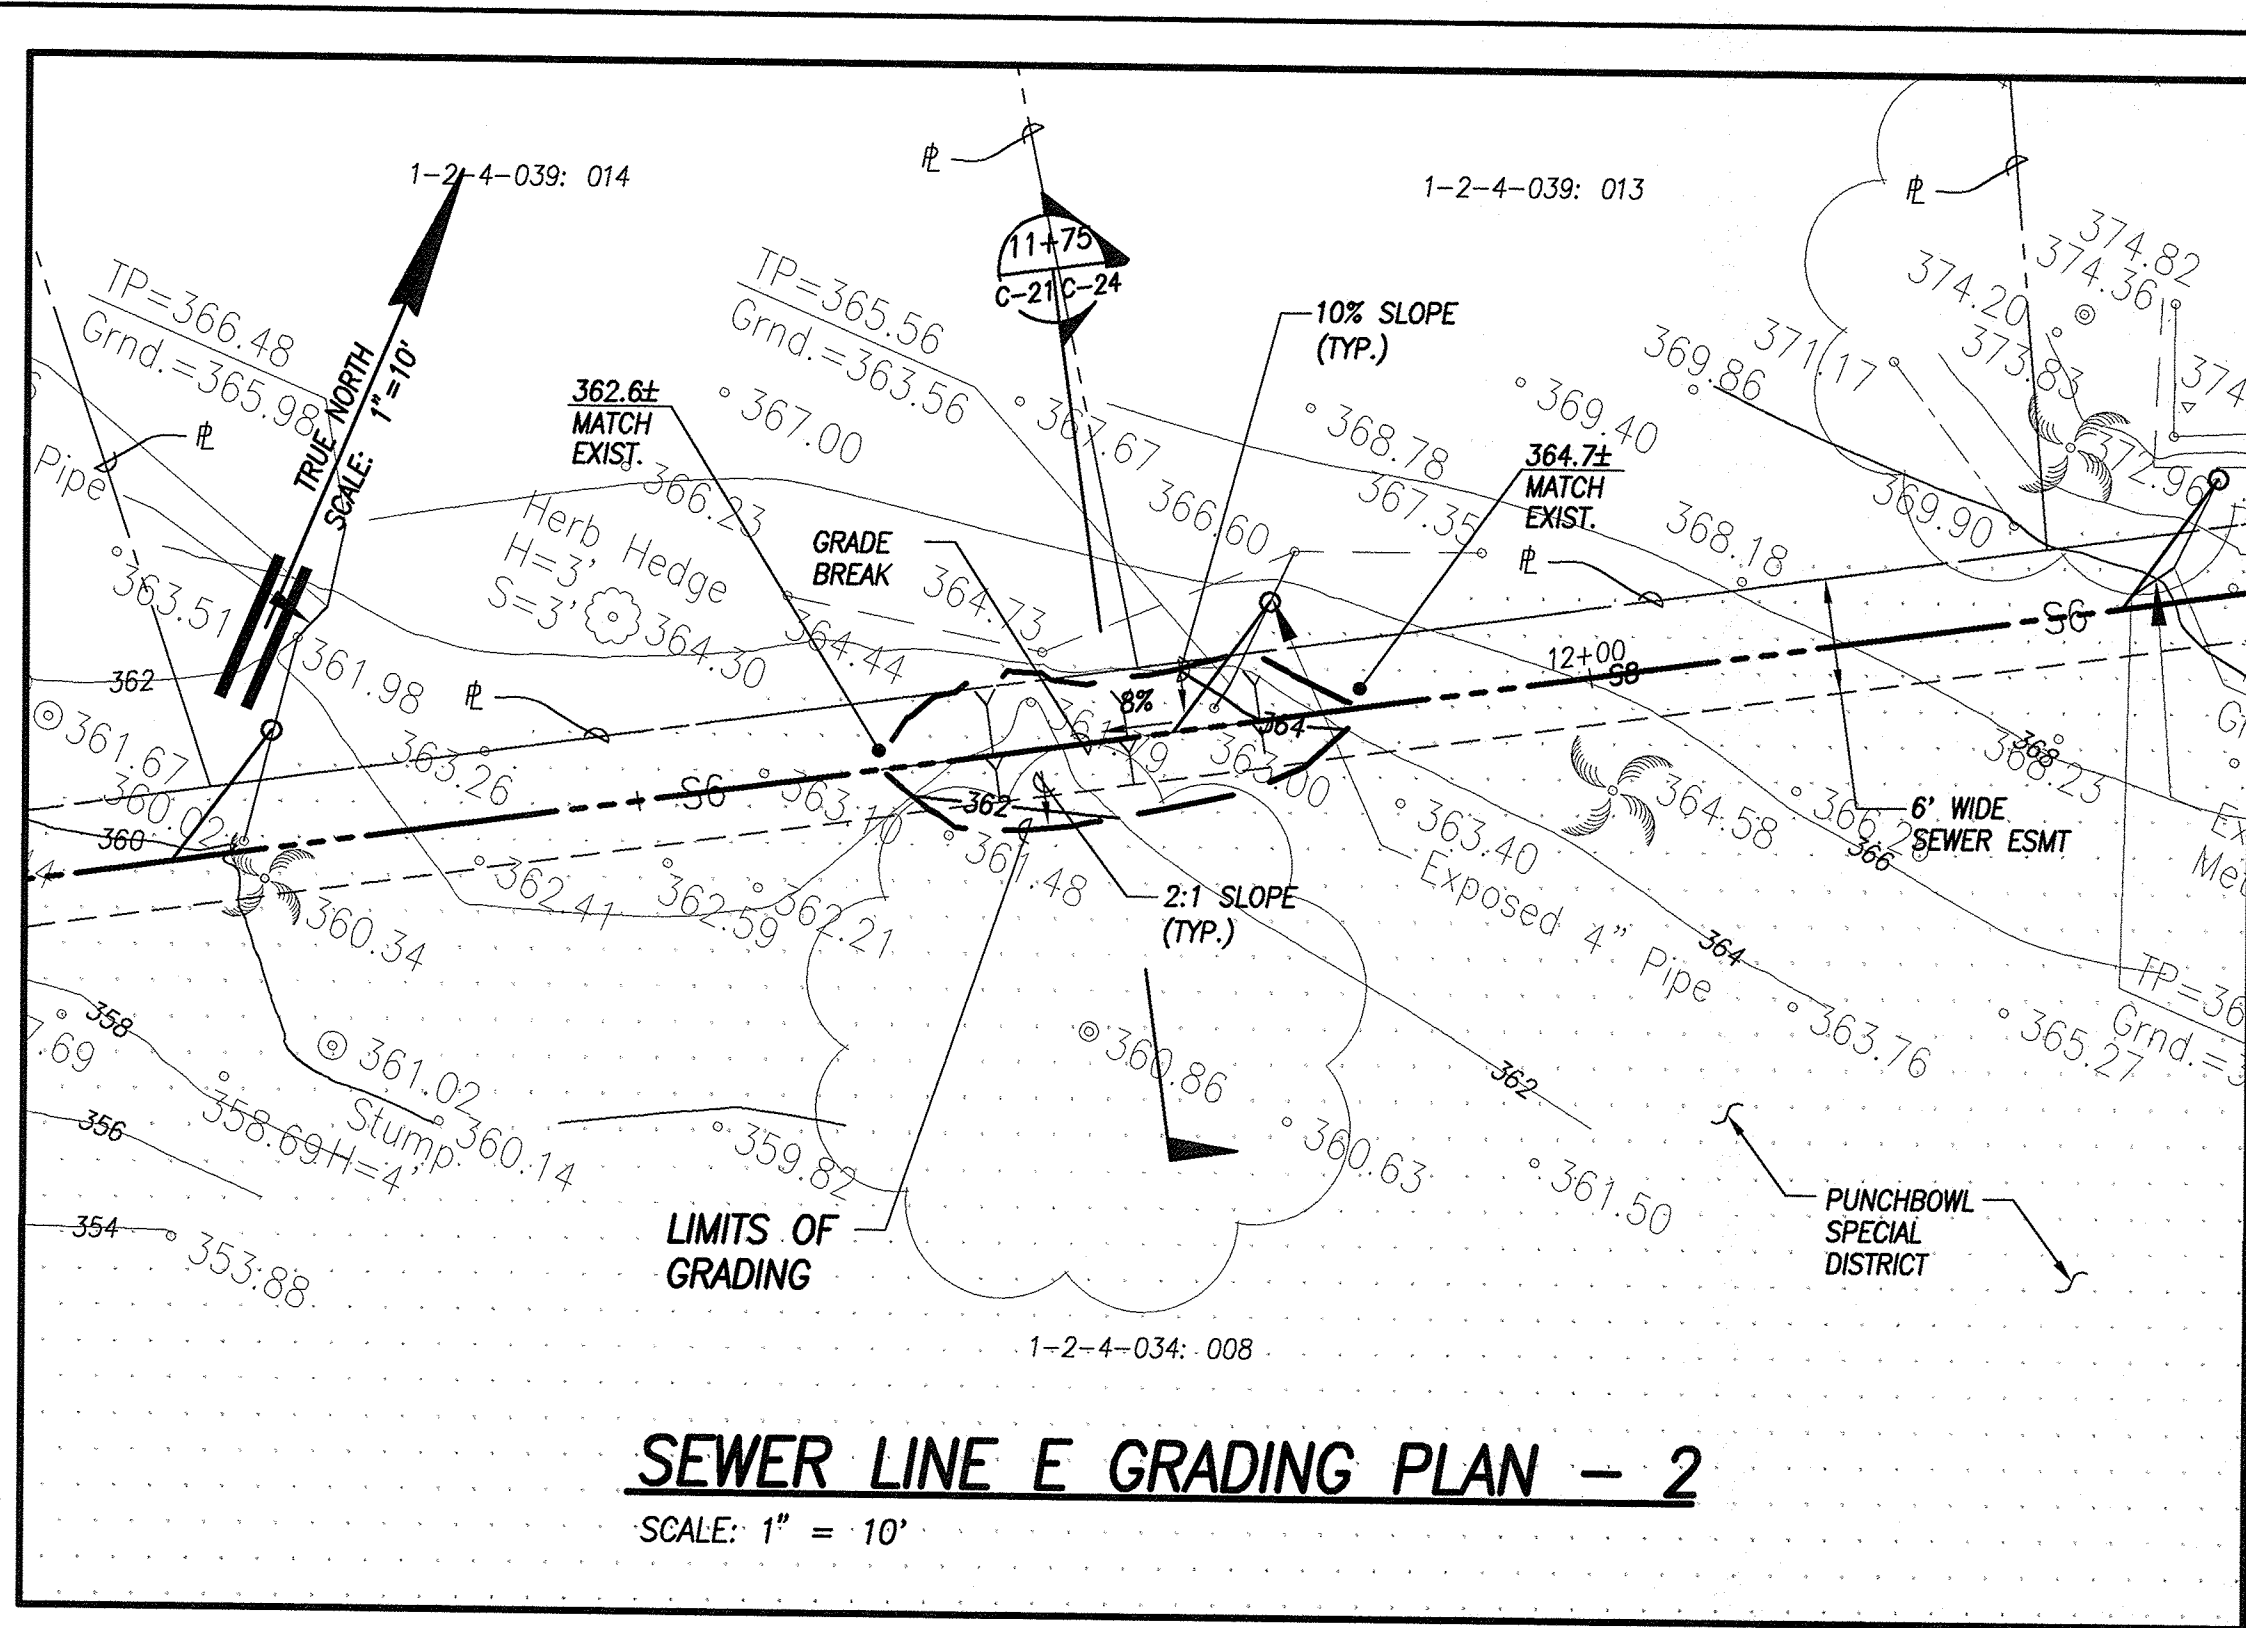 1-2-4-039: 014
1-2-4-039: 013
11+75
C-21 C-24
TP=366.48
Grnd.=365.98
TRUE NORTH
SCALE: 1"=10'
TP=365.56
Grnd.=363.56
10% SLOPE
(TYP.)
374.82
374.36
374.20
373.83
371.17
369.86
372.96
369.90
362.6±
MATCH
EXIST.
367.00
367.67
368.78
369.40
364.7±
MATCH
EXIST.
366.23
366.60
367.35
368.18
Pipe
Herb Hedge
H=3'
S=3'
GRADE
BREAK
364.73
364.44
364.30
363.51
361.98
362
361.67
360.02
360
363.26
S6
363.10
8%
363.00
364
12+00
S8
S6
362
361.48
363.40
Exposed 4" Pipe
364.58
368
368.23
366
6' WIDE
SEWER ESMT
362.41
362.59
362.21
360.34
2:1 SLOPE
(TYP.)
364
363.76
365.27
358
361.02
Stump
H=4'
358.69
360.14
356
359.82
360.86
362
360.63
361.50
354
353.88
LIMITS OF
GRADING
PUNCHBOWL
SPECIAL
DISTRICT
1-2-4-034: 008
SEWER LINE E GRADING PLAN - 2
SCALE: 1" = 10'